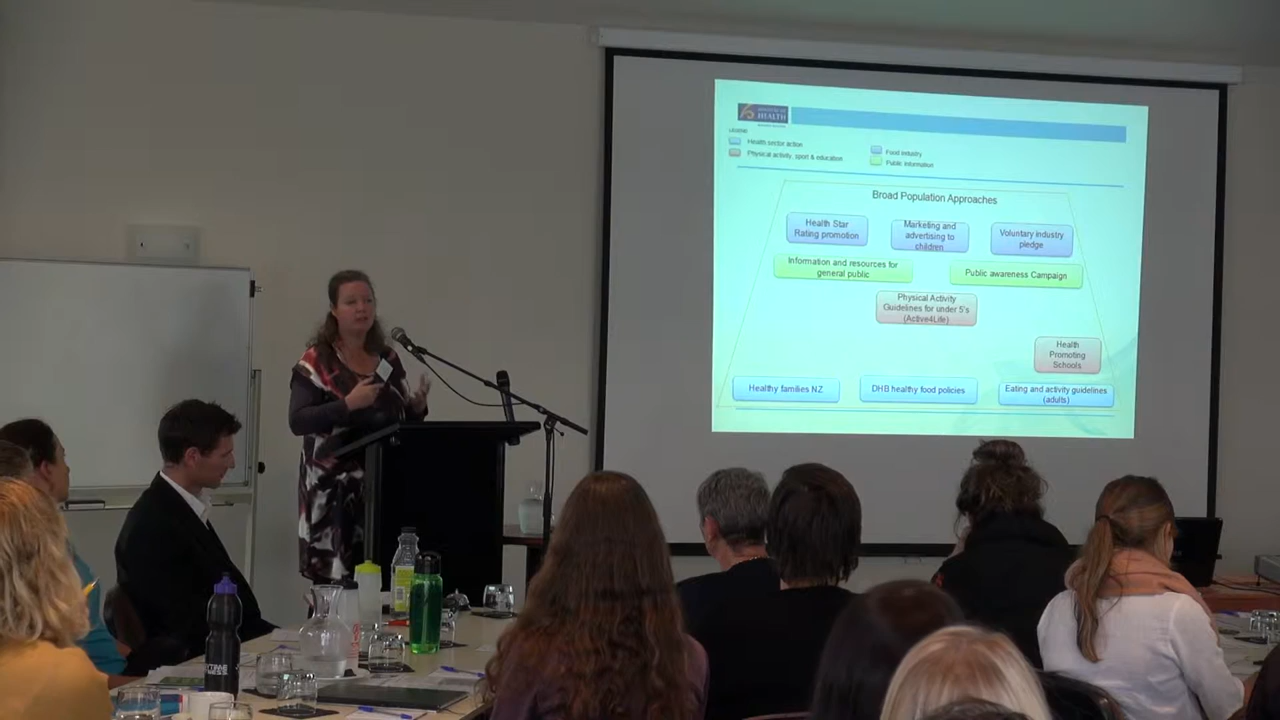 HEALTH
Health sector action
Physical activity, sport & education
Food industry
Public information
Broad Population Approaches
Health Star
Rating promotion
Marketing and
advertising to
children
Voluntary industry
pledge
Information and resources for
general public
Public awareness Campaign
Physical Activity
Guidelines for under 5's
(Active4Life)
Health
Promoting
Schools
Healthy families NZ
DHB healthy food policies
Eating and activity guidelines
(adults)